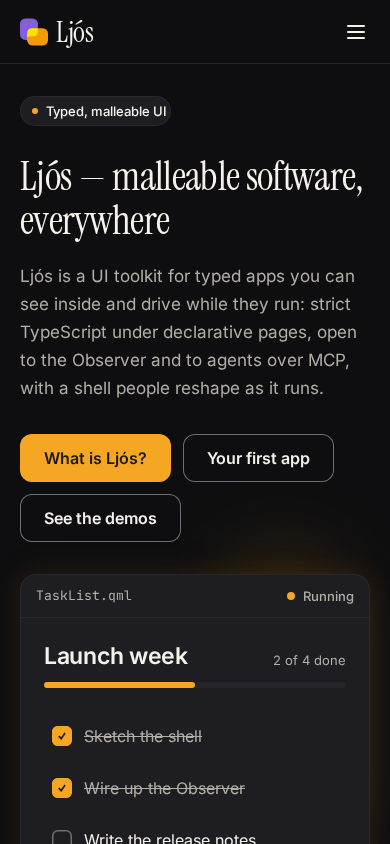 Ljós
Typed, malleable UI
Ljós — malleable software,
everywhere
Ljós is a UI toolkit for typed apps you can
see inside and drive while they run: strict
TypeScript under declarative pages, open
to the Observer and to agents over MCP,
with a shell people reshape as it runs.
What is Ljós?
Your first app
See the demos
TaskList.qml
Running
Launch week
2 of 4 done
Sketch the shell
Wire up the Observer
Write the release notes